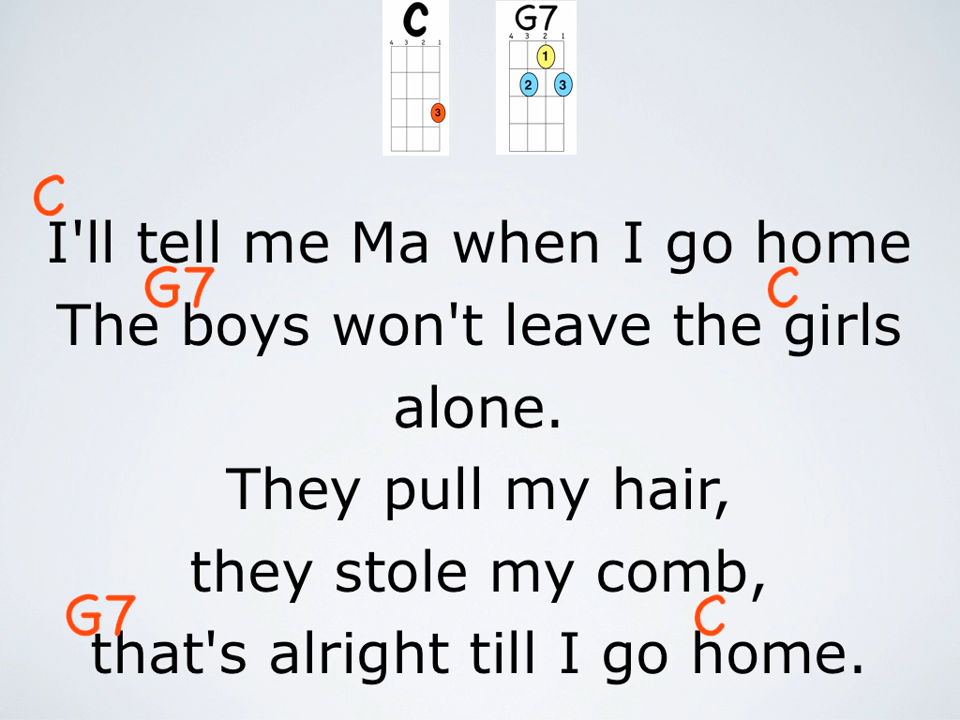 C G7
4 3 2 1 4 3 2 1
1
2 3
3
C
I'll tell me Ma when I go home
G7 C
The boys won't leave the girls
alone.
They pull my hair,
they stole my comb,
G7 C
that's alright till I go home.